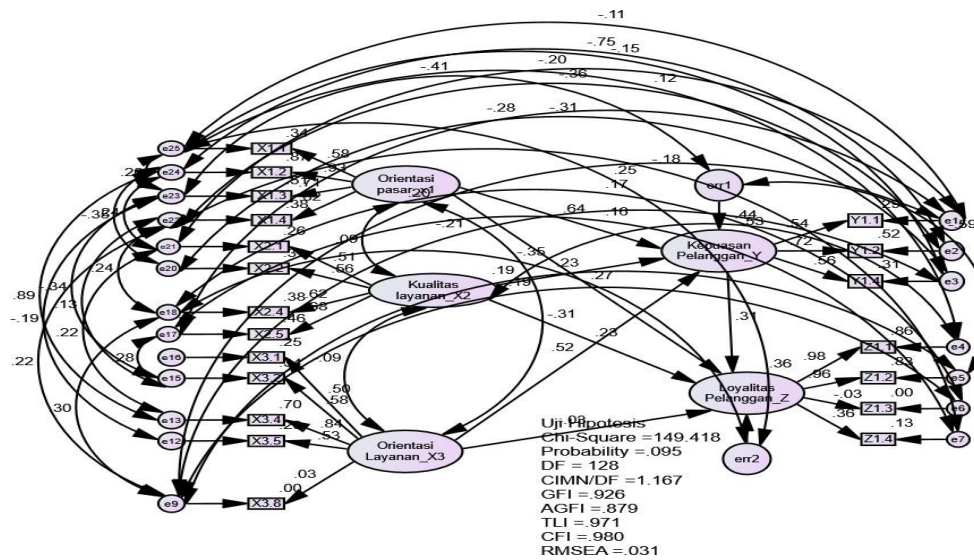 -.11
-.75
-.15
-.20
-.41
-.36
.12
-.28
-.31
.34
e25
X1.1
.58
.25
-.18
e24
X1.2
e23
X1.3
Orientasi
pasar_x1
.17
err1
.38
.20
.64
.16
.44
.53
.54
Y1.1
e1
X1.4
.59
-.21
e21
X2.1
.26
.09
.51
.35
Kepuasan
Pelanggan_Y
.72
Y1.2
.52
e2
e20
X2.2
.56
.19
.23
.56
.31
Y1.4
e3
.24
Kualitas
layanan_X2
.27
e18
X2.4
.38
.62
.89
-.34
.13
-.19
e17
X2.5
.46
-.31
.31
.86
e4
.22
e16
X3.1
.25
.09
.52
.23
.36
.98
Z1.1
.22
.28
e15
X3.2
.50
Loyalitas
Pelanggan_Z
.96
Z1.2
.83
e5
.58
-.03
Z1.3
.00
e6
.30
e13
X3.4
.70
.84
.36
Z1.4
.13
e7
e12
X3.5
.53
Orientasi
Layanan_X3
err2
.03
e9
X3.8
.00
Uji Hipotesis
Chi-Square =149.418
Probability =.095
DF = 128
CIMN/DF =1.167
GFI =.926
AGFI =.879
TLI =.971
CFI =.980
RMSEA =.031